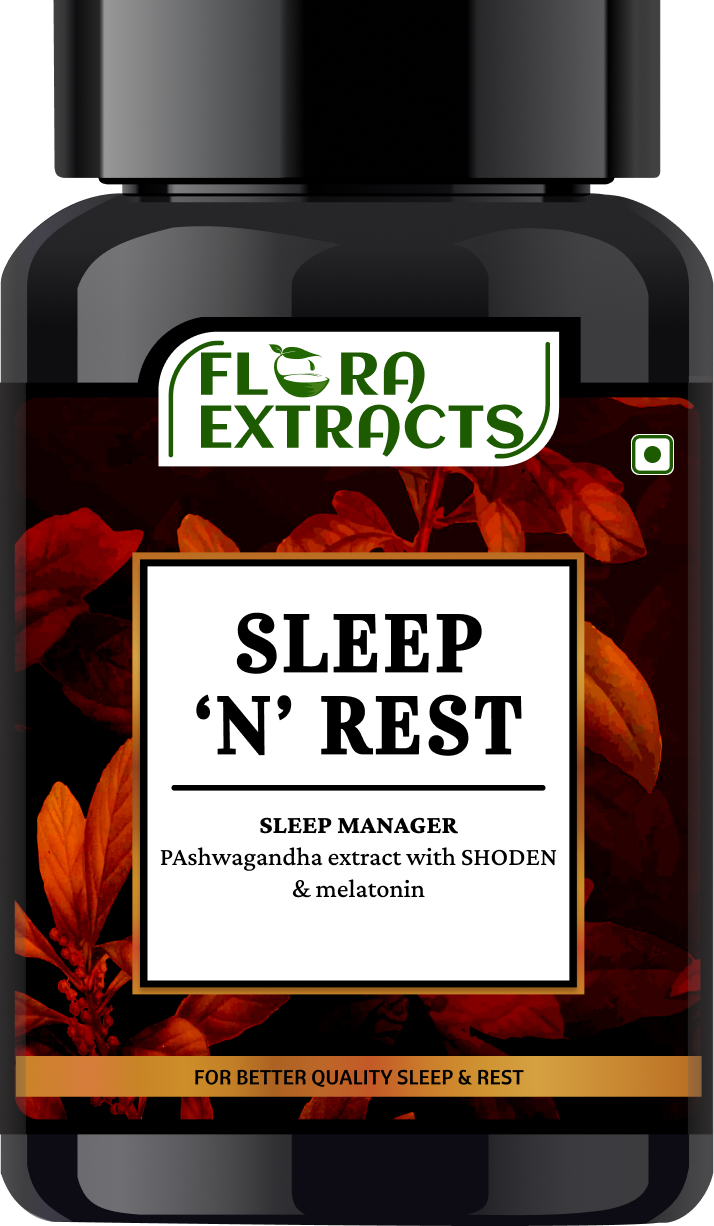 FLORA
EXTRACTS
SLEEP
‘N’ REST
SLEEP MANAGER
PAshwagandha extract with SHODEN
& melatonin
FOR BETTER QUALITY SLEEP & REST